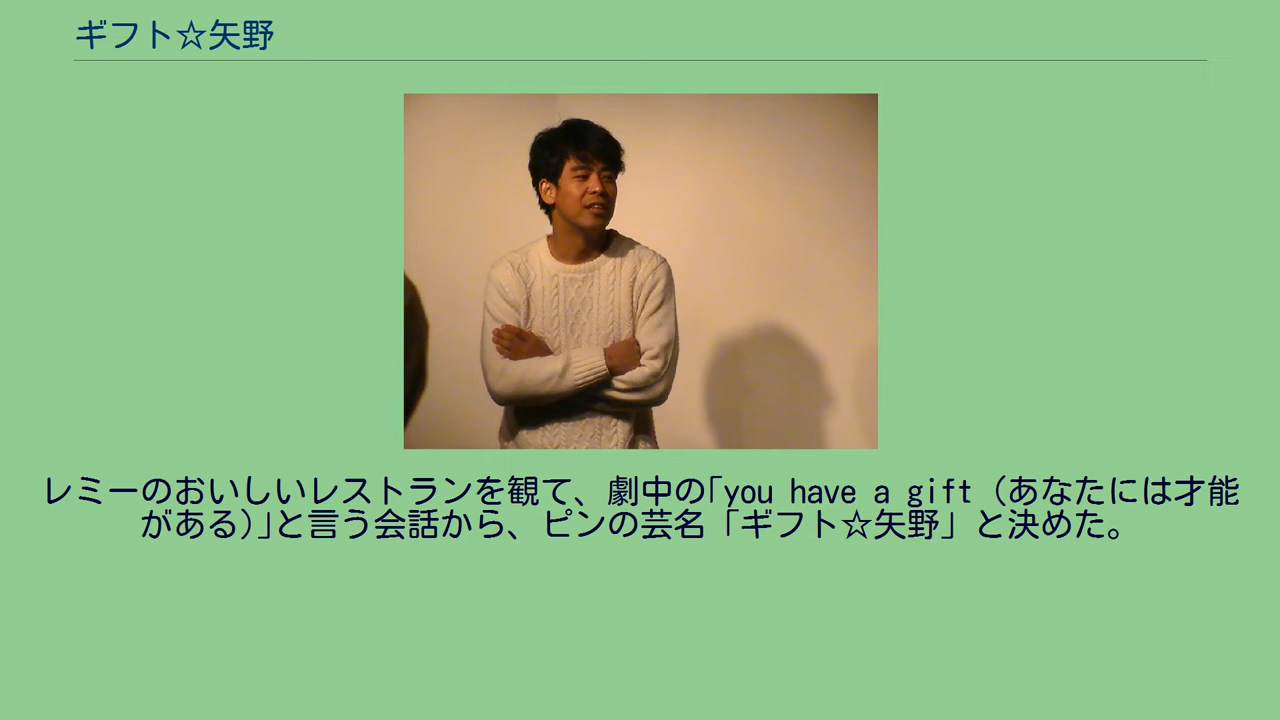 ギフト☆矢野
レミーのおいしいレストランを観て、劇中の｢you have a gift (あなたには才能
がある)｣と言う会話から、ピンの芸名「ギフト☆矢野」と決めた。